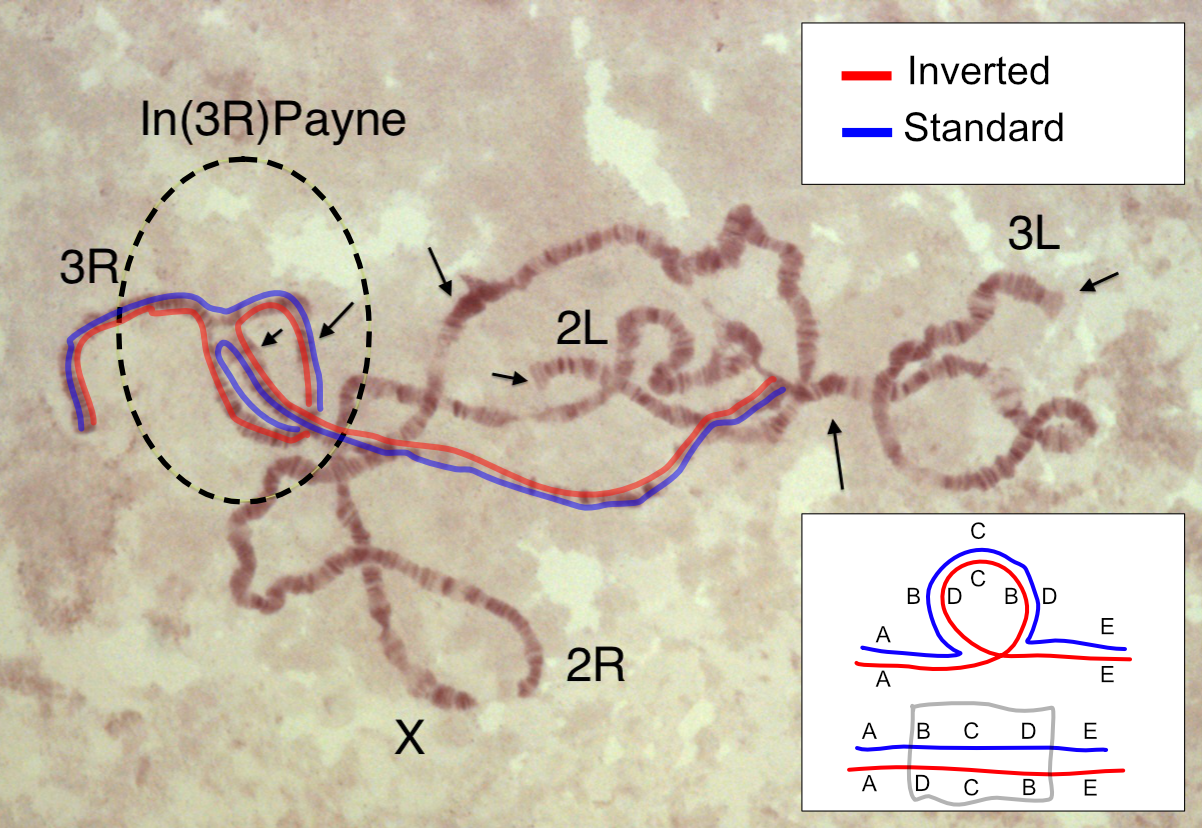 In(3R)Payne
Inverted
Standard
3R
3L
2L
2R
X
C
C
B D B D
A E
A E
A B C D E
A D C B E